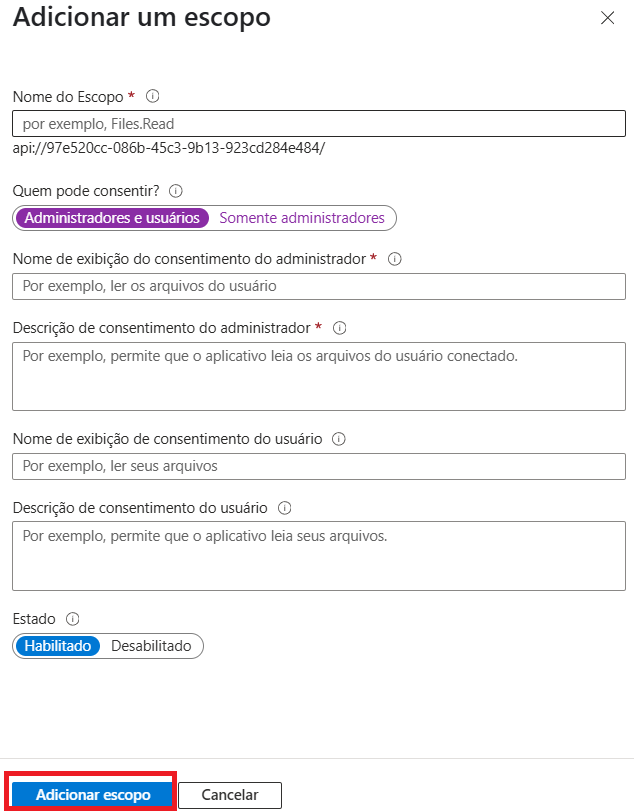 Adicionar um escopo
Nome do Escopo *
por exemplo, Files.Read
api://97e520cc-086b-45c3-9b13-923cd284e484/
Quem pode consentir?
Administradores e usuários Somente administradores
Nome de exibição do consentimento do administrador *
Por exemplo, ler os arquivos do usuário
Descrição de consentimento do administrador *
Por exemplo, permite que o aplicativo leia os arquivos do usuário conectado.
Nome de exibição de consentimento do usuário
Por exemplo, ler seus arquivos
Descrição de consentimento do usuário
Por exemplo, permite que o aplicativo leia seus arquivos.
Estado
Habilitado Desabilitado
Adicionar escopo Cancelar